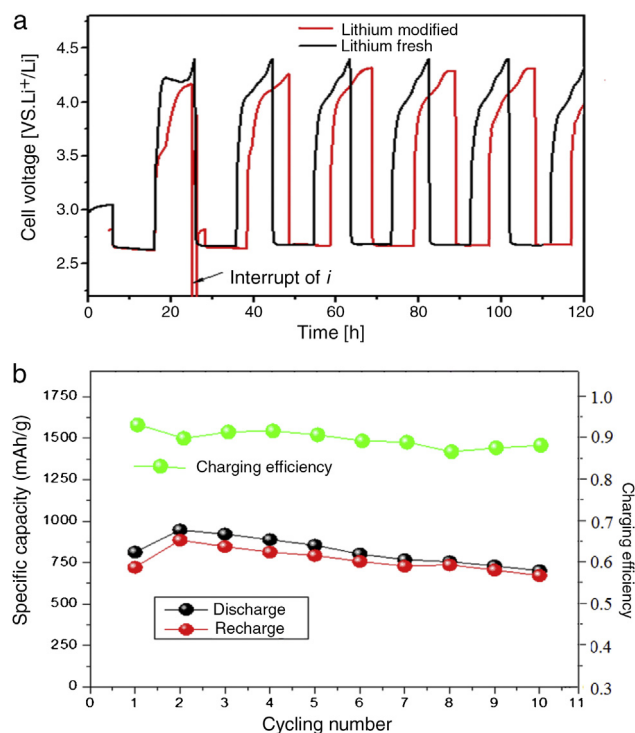 a
Lithium modified
Lithium fresh
Cell voltage [VS.Li+/Li]
4.5
4.0
3.5
3.0
2.5
Interrupt of i
0 20 40 60 80 100 120
Time [h]
b
Specific capacity (mAh/g)
1750
1500
1250
1000
750
500
250
0
1.0
0.9
0.8
0.7
0.6
0.5
0.4
0.3
Charging efficiency
Charging efficiency
Discharge
Recharge
0 1 2 3 4 5 6 7 8 9 10 11
Cycling number